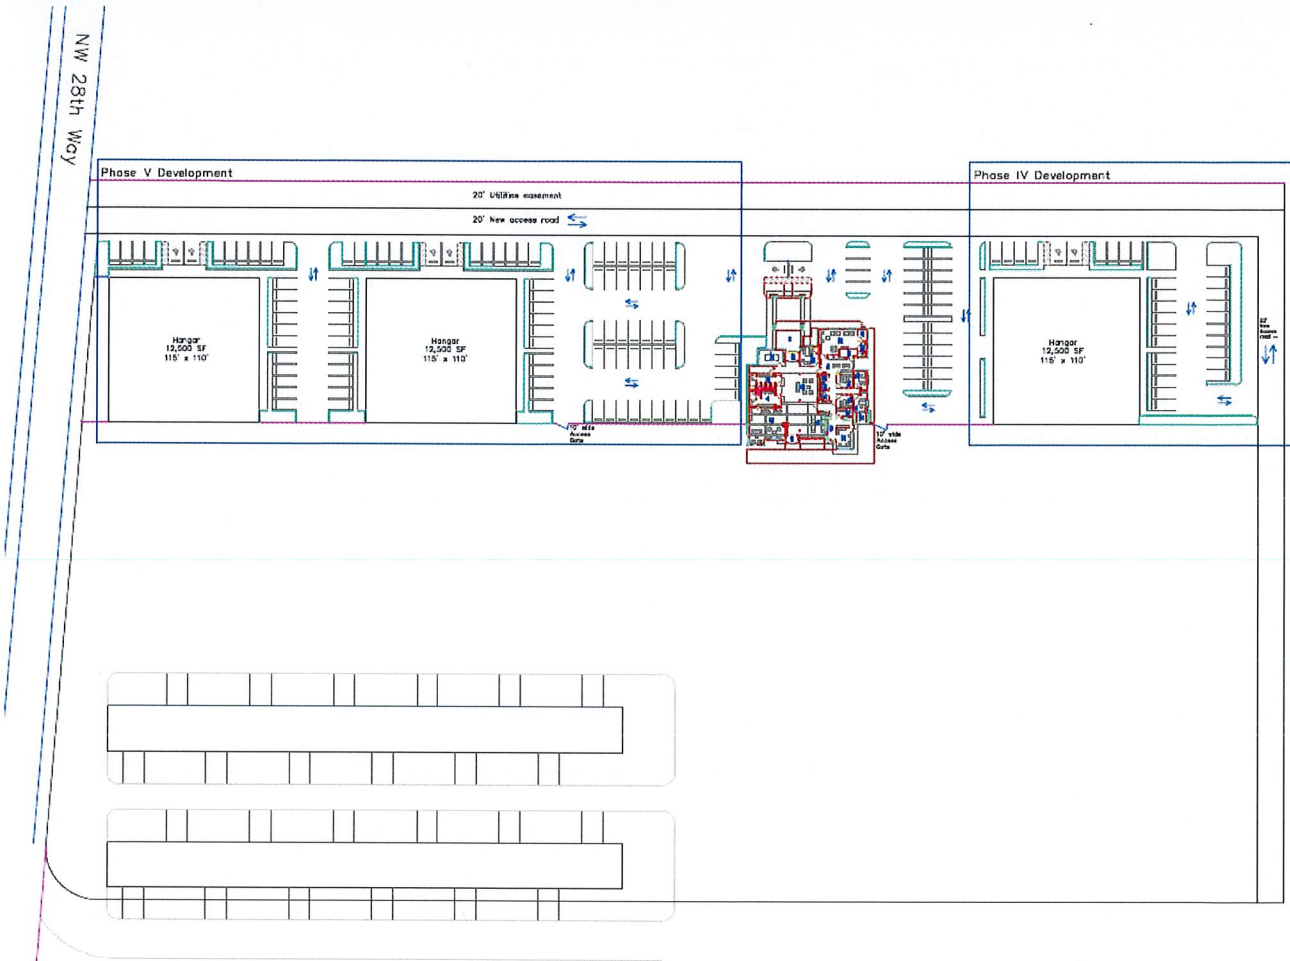 NW 28th Way
Phase V Development
Phase IV Development
20' Utilities easement
20' New access road
Hangar
12,500 SF
115' x 110'
Hangar
12,500 SF
115' x 110'
Hangar
12,500 SF
115' x 110'
10' wide
Access
Gate
10' wide
Access
Gate